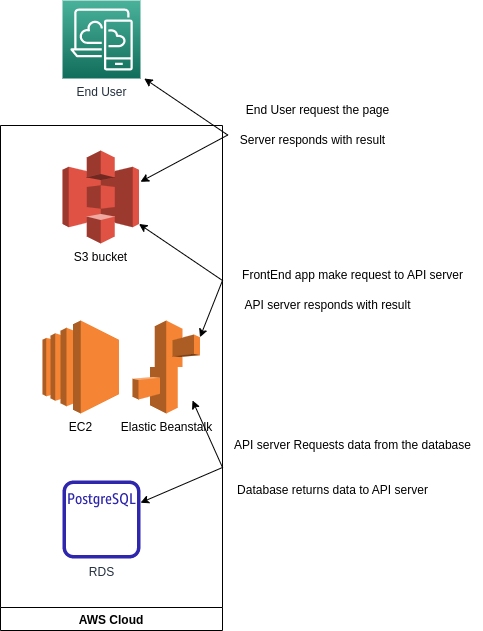 End User
End User request the page
Server responds with result
S3 bucket
FrontEnd app make request to API server
API server responds with result
EC2
Elastic Beanstalk
API server Requests data from the database
Database returns data to API server
PostgreSQL
RDS
AWS Cloud